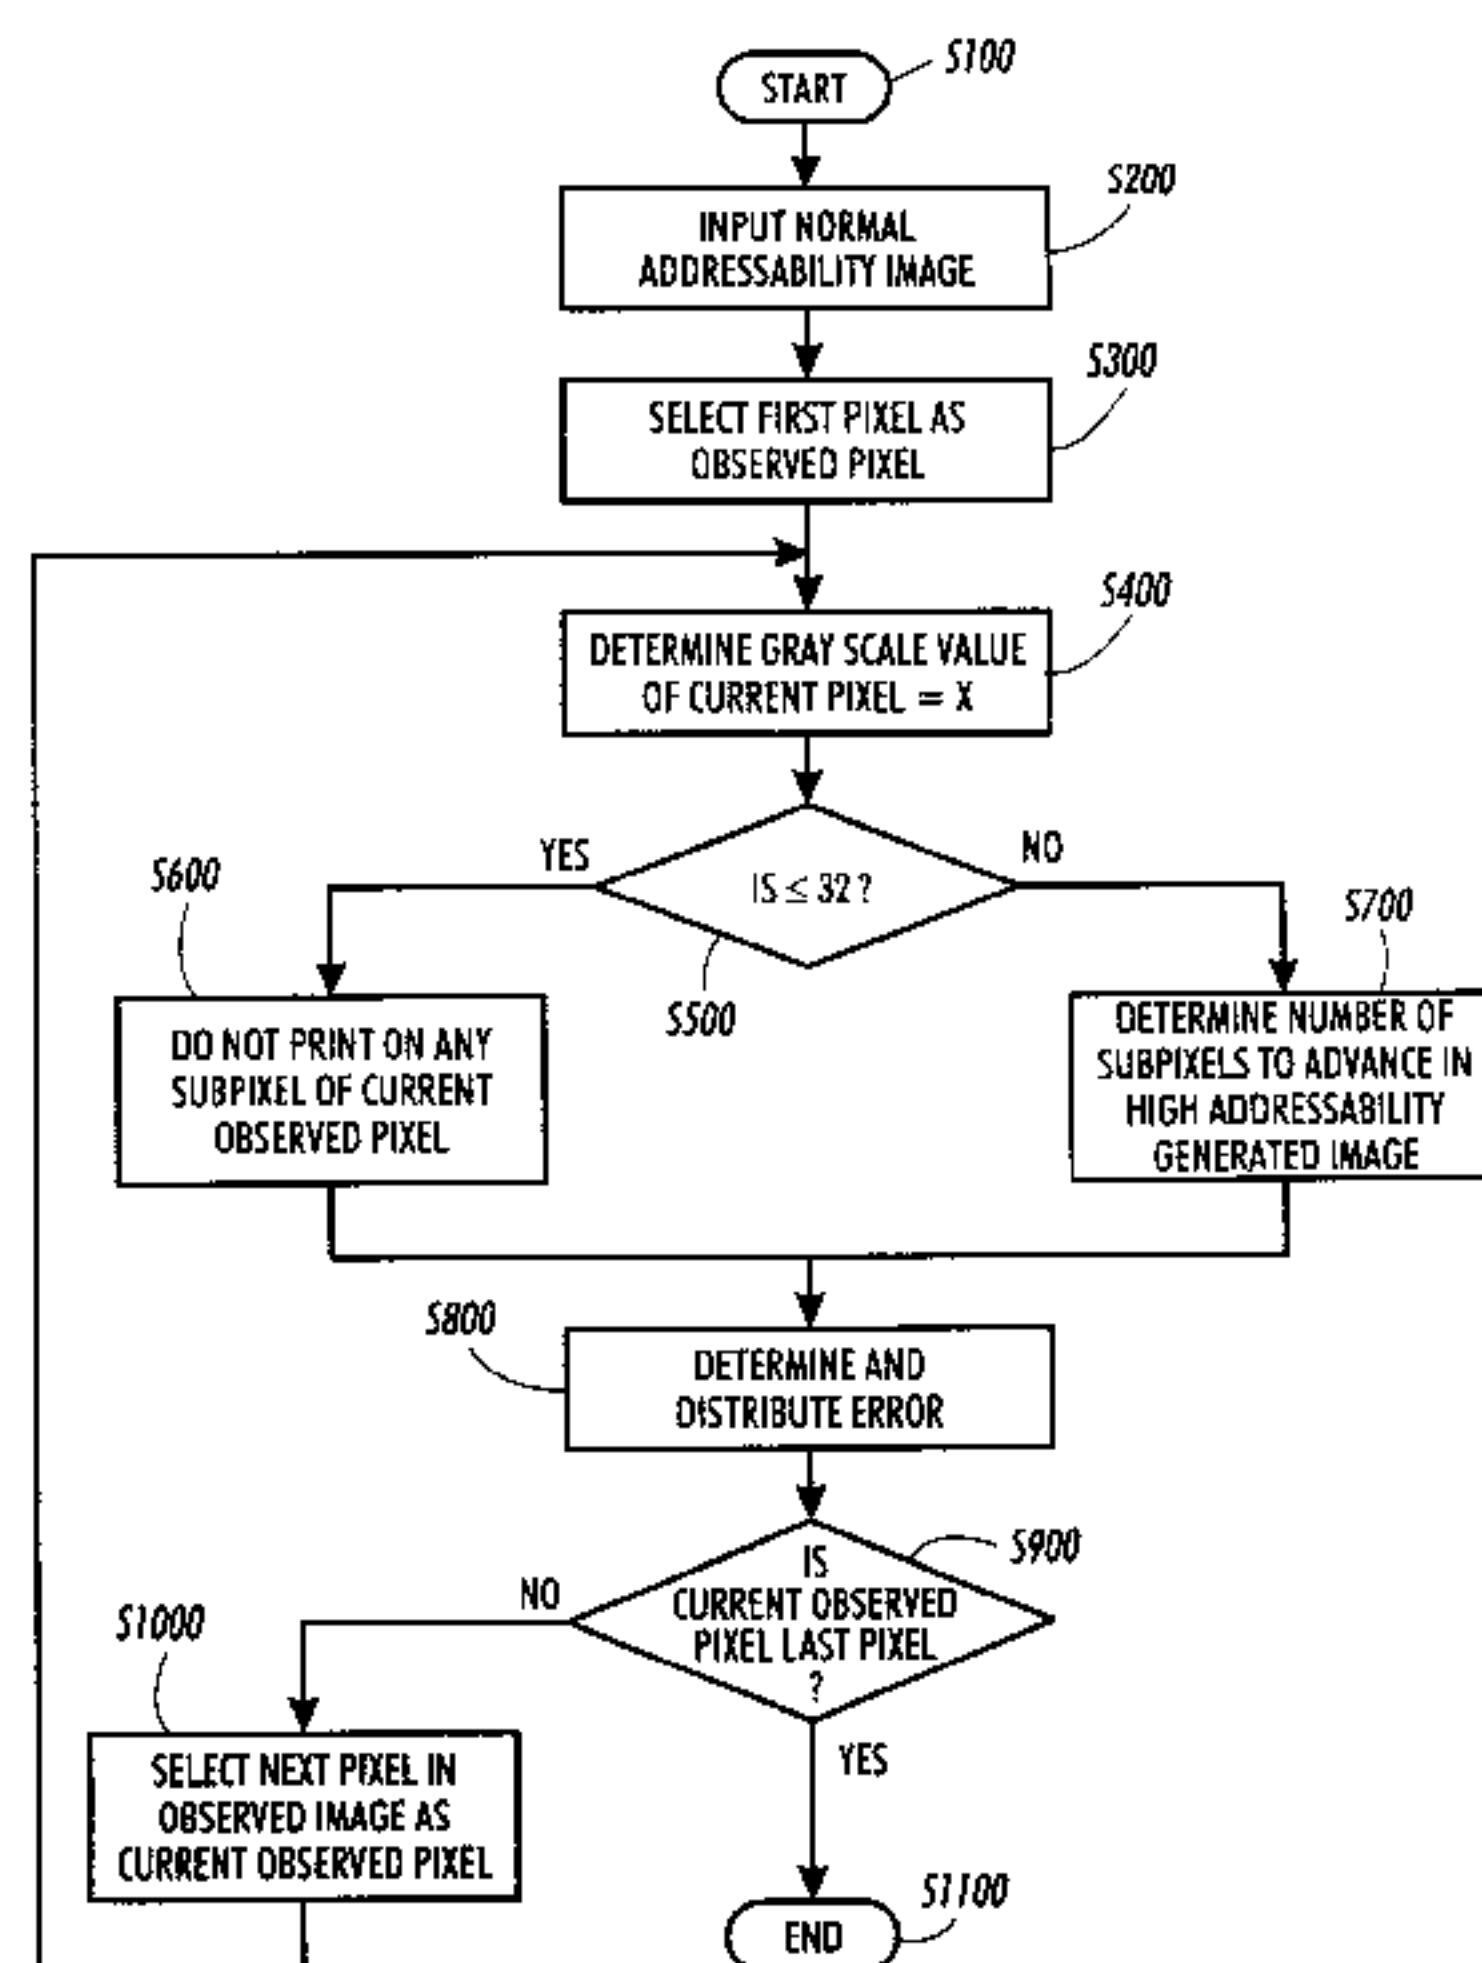 START
S100
S200
INPUT NORMAL
ADDRESSABILITY IMAGE
S300
SELECT FIRST PIXEL AS
OBSERVED PIXEL
S400
DETERMINE GRAY SCALE VALUE
OF CURRENT PIXEL = X
YES
NO
IS ≤ 32?
S500
S600
DO NOT PRINT ON ANY
SUBPIXEL OF CURRENT
OBSERVED PIXEL
S700
DETERMINE NUMBER OF
SUBPIXELS TO ADVANCE IN
HIGH ADDRESSABILITY
GENERATED IMAGE
S800
DETERMINE AND
DISTRIBUTE ERROR
S900
IS
CURRENT OBSERVED
PIXEL LAST PIXEL
?
NO
YES
S1000
SELECT NEXT PIXEL IN
OBSERVED IMAGE AS
CURRENT OBSERVED PIXEL
S1100
END